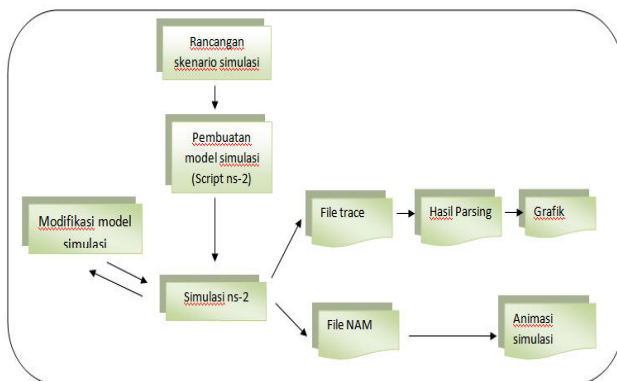 Rancangan
skenario simulasi
Pembuatan
model simulasi
(Script ns-2)
Modifikasi model
simulasi
Simulasi ns-2
File trace
Hasil Parsing
Grafik
File NAM
Animasi
simulasi